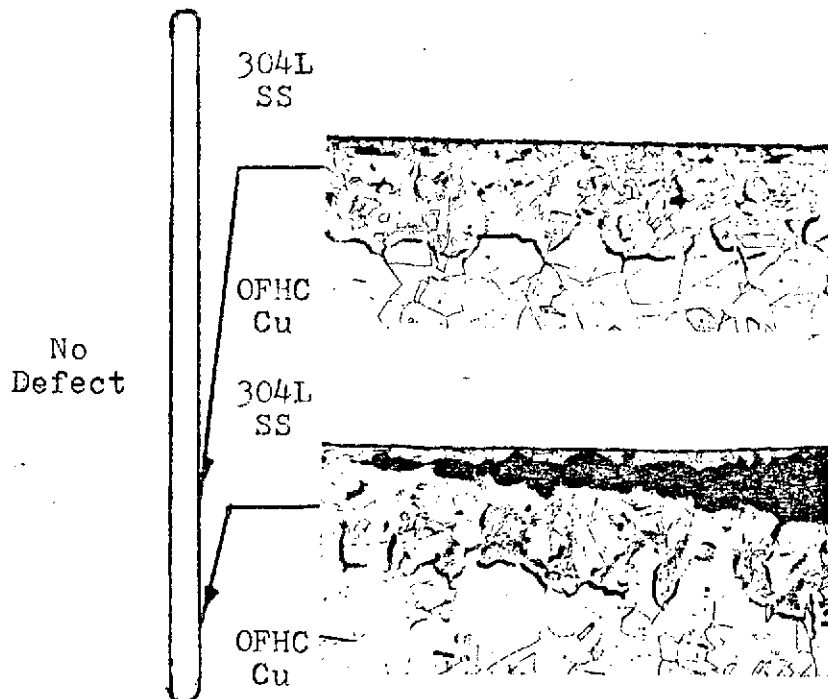 304L
SS
OFHC
Cu
No
Defect
304L
SS
OFHC
Cu